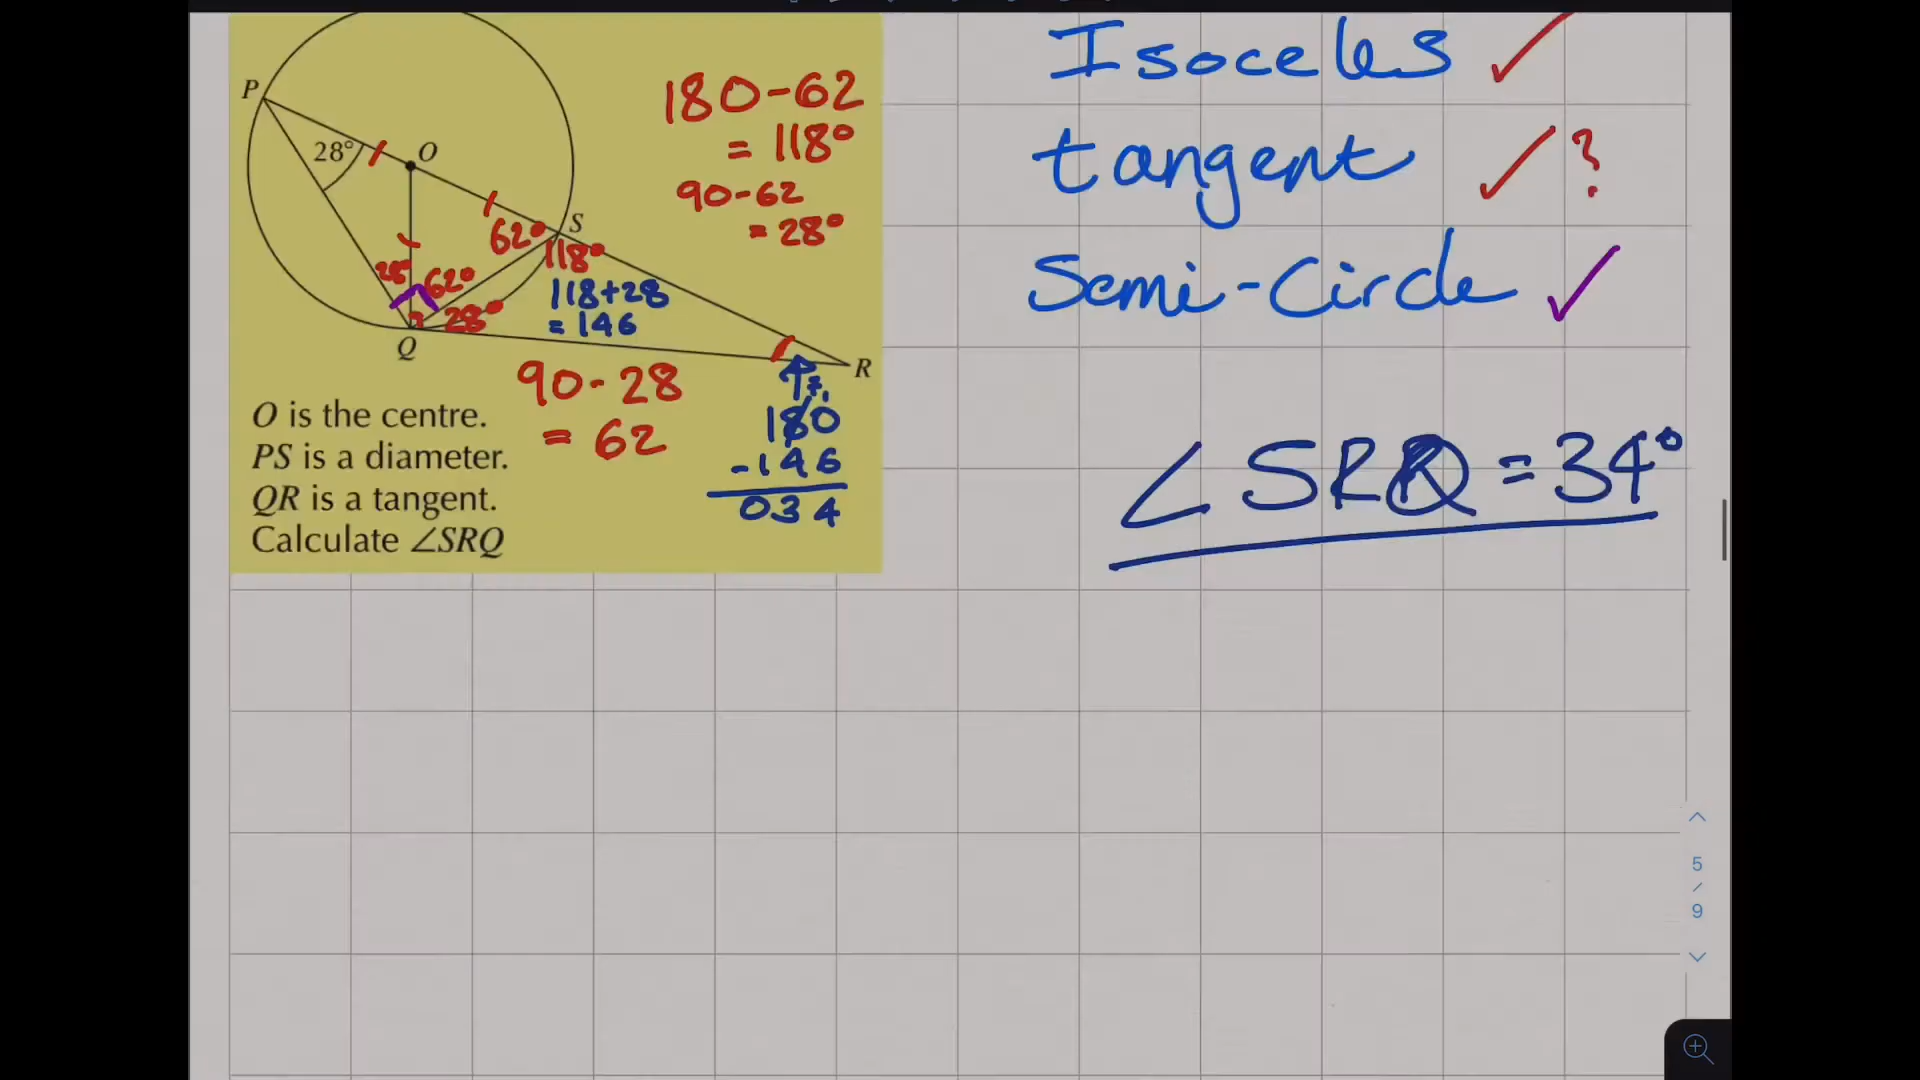 P
28°
O
S
180-62
= 118°
90-62
= 28°
62°
118°
118+28
= 146
28°
62°
28°
Q
R
90-28
= 62
180
-146
034
O is the centre.
PS is a diameter.
QR is a tangent.
Calculate ∠SRQ
Isoceles ✓
tangent ✓ ?
Semi-Circle ✓
∠SRQ = 34°
5
/
9